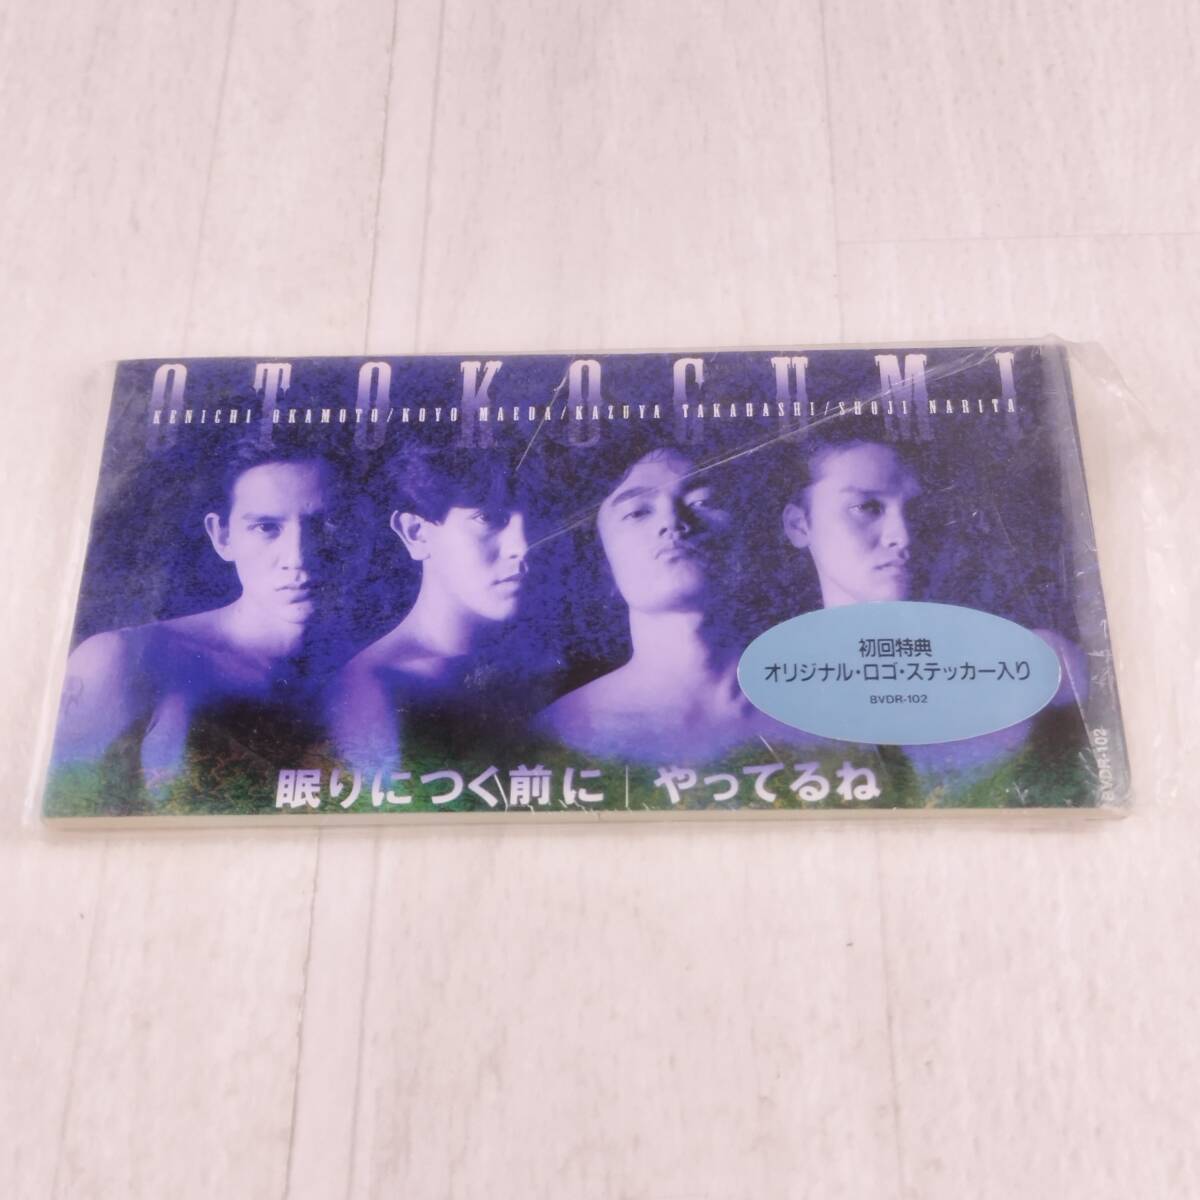 OTOKOGUMI
KENICHI OKAMOTO/KOYO MAEDA/KAZUYA TAKAHASHI/SHOJI NARITA
初回特典
オリジナル・ロゴ・ステッカー入り
BVDR-102
眠りにつく前に | やってるね
BVDR-102